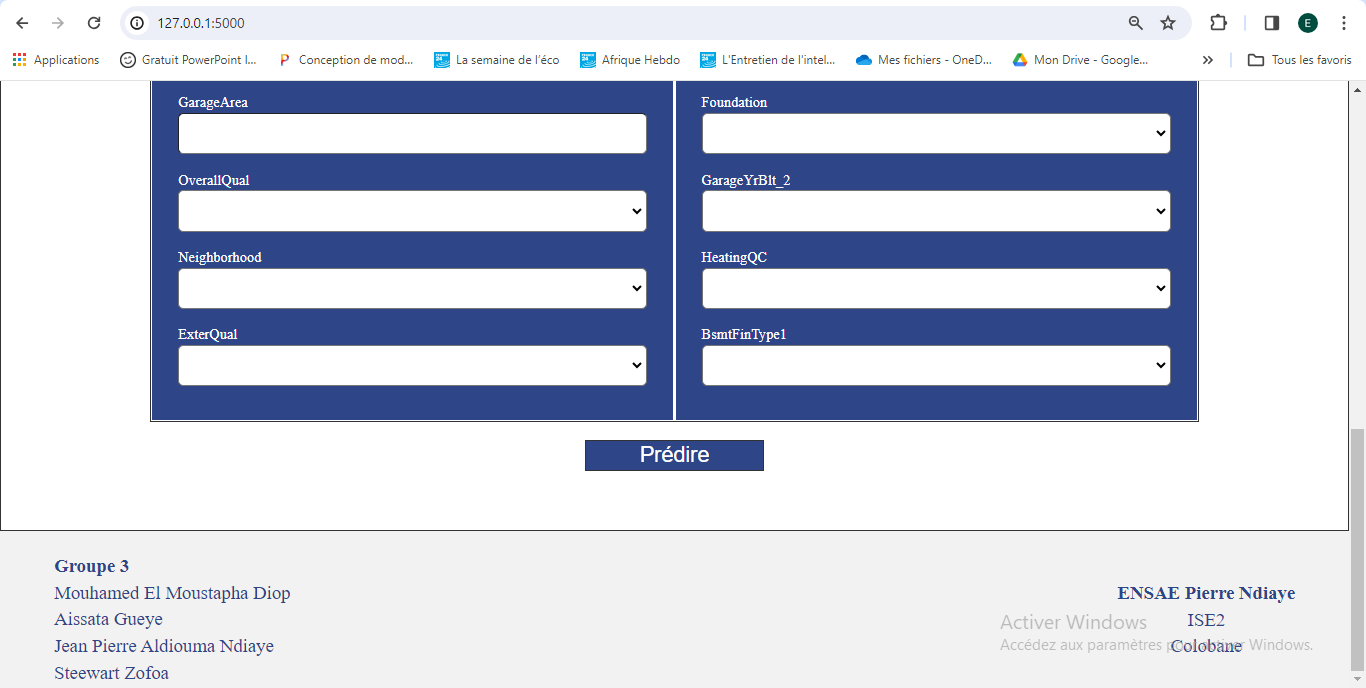 127.0.0.1:5000
E
Applications
Gratuit PowerPoint I...
Conception de mod...
La semaine de l'éco
Afrique Hebdo
L'Entretien de l'intel...
Mes fichiers - OneD...
Mon Drive - Google...
»
Tous les favoris
GarageArea
Foundation
OverallQual
GarageYrBlt_2
Neighborhood
HeatingQC
ExterQual
BsmtFinType1
Prédire
Groupe 3
Mouhamed El Moustapha Diop
Aissata Gueye
Jean Pierre Aldiouma Ndiaye
Steewart Zofoa
ENSAE Pierre Ndiaye
ISE2
Colobane
Activer Windows
Accédez aux paramètres pour activer Windows.